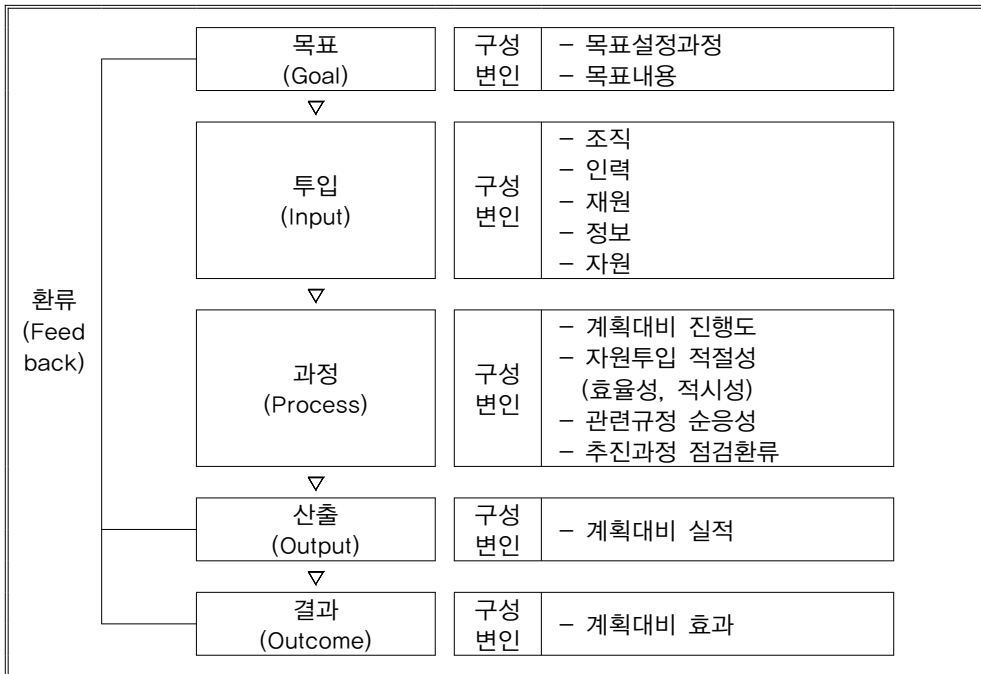 목표
(Goal)
구성
변인
– 목표설정과정
– 목표내용
▽
투입
(Input)
구성
변인
– 조직
– 인력
– 재원
– 정보
– 자원
▽
환류
(Feed
back)
과정
(Process)
구성
변인
– 계획대비 진행도
– 자원투입 적절성
(효율성, 적시성)
– 관련규정 순응성
– 추진과정 점검환류
▽
산출
(Output)
구성
변인
– 계획대비 실적
▽
결과
(Outcome)
구성
변인
– 계획대비 효과